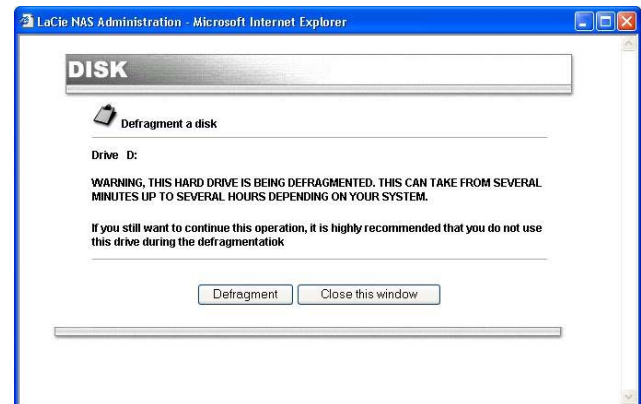 LaCie NAS Administration - Microsoft Internet Explorer
DISK
Defragment a disk
Drive D:
WARNING, THIS HARD DRIVE IS BEING DEFRAGMENTED. THIS CAN TAKE FROM SEVERAL
MINUTES UP TO SEVERAL HOURS DEPENDING ON YOUR SYSTEM.
If you still want to continue this operation, it is highly recommended that you do not use
this drive during the defragmentatiok
Defragment Close this window